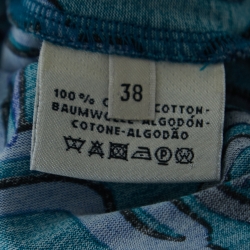 38
100% COTTON-
BAUMWOLLE-ALGODÓN-
COTONE-ALGODÃO